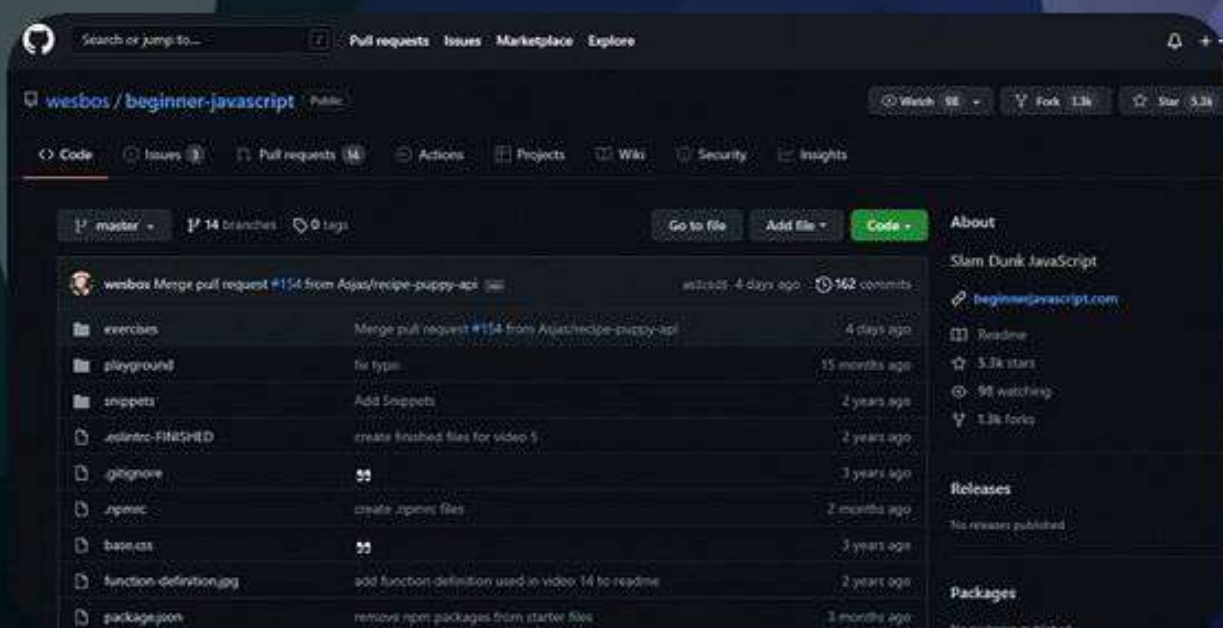 Search or jump to... /
Pull requests Issues Marketplace Explore
wesbos / beginner-javascript Public
Watch 98 Fork 1.3k Star 5.3k
Code Issues 3 Pull requests 14 Actions Projects Wiki Security Insights
master 14 branches 0 tags Go to file Add file Code
wesbos Merge pull request #154 from Asjas/recipe-puppy-api ... 4 days ago 162 commits
exercises Merge pull request #154 from Asjas/recipe-puppy-api 4 days ago
playground fix typo 15 months ago
snippets Add Snippets 2 years ago
.eslintrc-FINISHED create finished files for video 5 2 years ago
.gitignore 3 years ago
.npmrc create .npmrc files 2 months ago
base.css 3 years ago
function-definition.jpg add function definition used in video 14 to readme 2 years ago
package.json remove npm packages from starter files 3 months ago
About
Slam Dunk JavaScript
beginnerjavascript.com
Readme
5.3k stars
98 watching
1.3k forks
Releases
No releases published
Packages